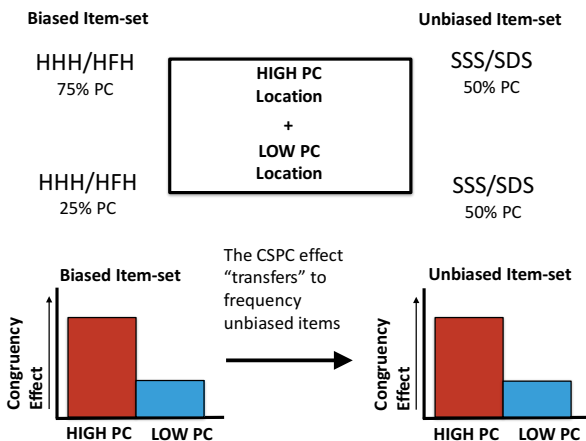 Biased Item-set
Unbiased Item-set
HHH/HFH
75% PC
HIGH PC
Location
+
LOW PC
Location
SSS/SDS
50% PC
HHH/HFH
25% PC
SSS/SDS
50% PC
Biased Item-set
The CSPC effect
“transfers” to
frequency
unbiased items
Unbiased Item-set
Congruency
Effect
HIGH PC LOW PC
Congruency
Effect
HIGH PC LOW PC